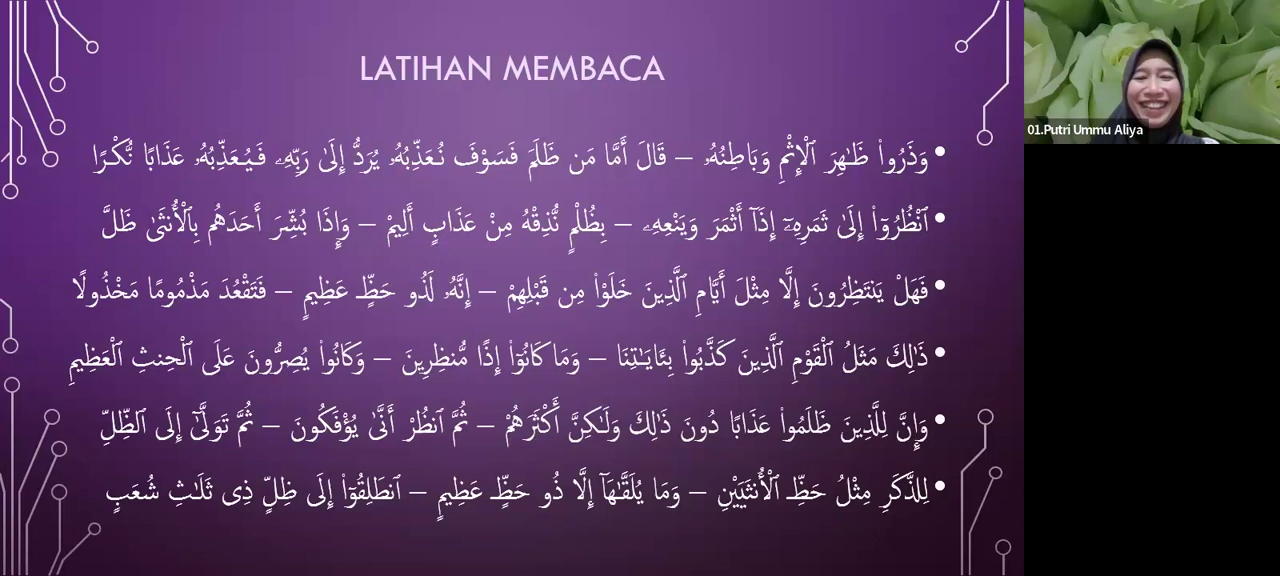 LATIHAN MEMBACA
01.Putri Ummu Aliya
• وَذَرُوا۟ ظَـٰهِرَ ٱلْإِثْمِ وَبَاطِنَهُۥ – قَالَ أَمَّا مَن ظَلَمَ فَسَوْفَ نُعَذِّبُهُۥ يُرَدُّ إِلَىٰ رَبِّهِۦ فَيُعَذِّبُهُۥ عَذَابًا نُّكْرًا
• ٱنْظُرُوٓا۟ إِلَىٰ ثَمَرِهِۦٓ إِذَآ أَثْمَرَ وَيَنْعِهِۦ – بِظُلْمٍ نُّذِقْهُ مِنْ عَذَابٍ أَلِيمْ – وَإِذَا بُشِّرَ أَحَدَهُم بِٱلْأُنثَىٰ ظَلَّ
• فَهَلْ يَنتَظِرُونَ إِلَّا مِثْلَ أَيَّامِ ٱلَّذِينَ خَلَوْا۟ مِن قَبْلِهِمْ – إِنَّهُۥ لَذُو حَظٍّ عَظِيمٍ – فَتَقْعُدَ مَذْمُومًا مَخْذُولًا
• ذَٰلِكَ مَثَلُ ٱلْقَوْمِ ٱلَّذِينَ كَذَّبُوا۟ بِـَٔايَـٰتِنَا – وَمَا كَانُوٓا۟ إِذًا مُّنظِرِينَ – وَكَانُوا۟ يُصِرُّونَ عَلَى ٱلْحِنثِ ٱلْعَظِيمِ
• وَإِنَّ لِلَّذِينَ ظَلَمُوا۟ عَذَابًا دُونَ ذَٰلِكَ وَلَـٰكِنَّ أَكْثَرَهُمْ – ثُمَّ ٱنظُرْ أَنَّىٰ يُؤْفَكُونَ – ثُمَّ تَوَلَّىٰٓ إِلَى ٱلظِّلِّ
• لِلذَّكَرِ مِثْلُ حَظِّ ٱلْأُنثَيَيْنِ – وَمَا يُلَقَّىٰهَآ إِلَّا ذُو حَظٍّ عَظِيمٍ – ٱنطَلِقُوٓا۟ إِلَى ظِلٍّ ذِى ثَلَـٰثِ شُعَبٍ